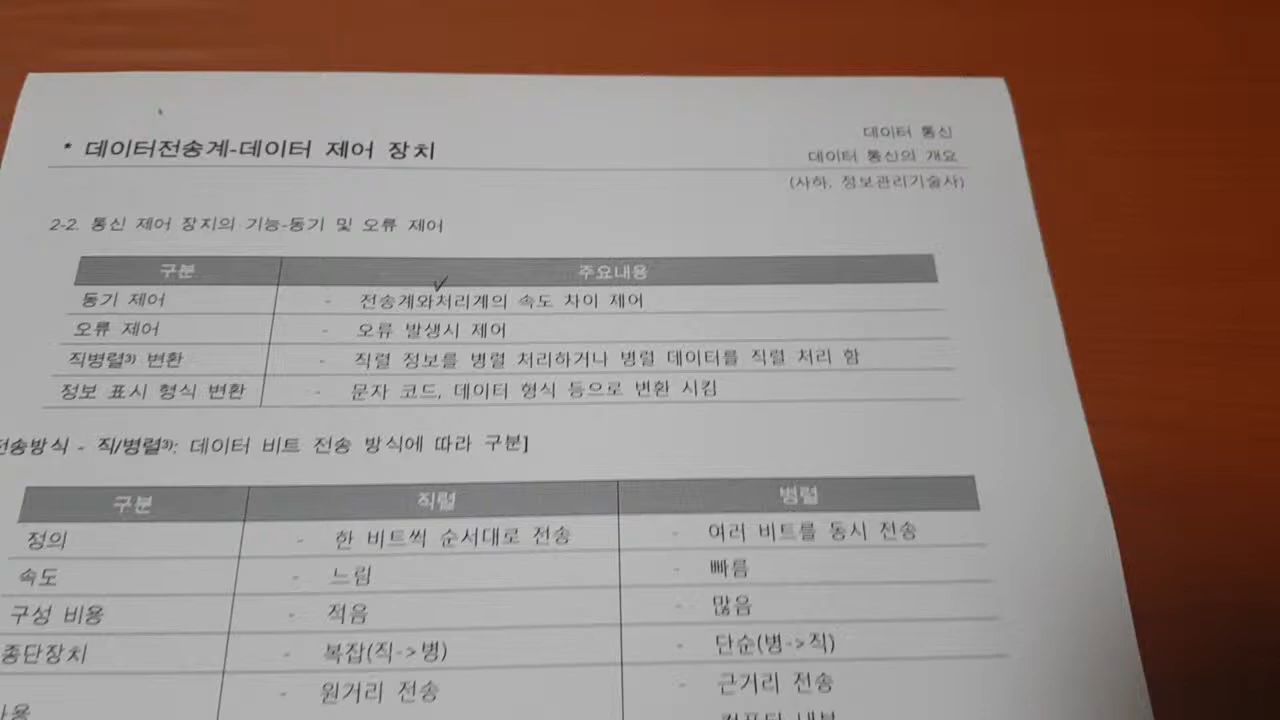 데이터 통신
* 데이터전송계-데이터 제어 장치
데이터 통신의 개요
(사하, 정보관리기술사)
2-2. 통신 제어 장치의 기능-동기 및 오류 제어
구분 주요내용
동기 제어 - 전송계와처리계의 속도 차이 제어
오류 제어 - 오류 발생시 제어
직병렬3) 변환 - 직렬 정보를 병렬 처리하거나 병렬 데이터를 직렬 처리 함
정보 표시 형식 변환 - 문자 코드, 데이터 형식 등으로 변환 시킴
전송방식 - 직/병렬3): 데이터 비트 전송 방식에 따라 구분]
구분 직렬 병렬
정의 - 한 비트씩 순서대로 전송 - 여러 비트를 동시 전송
속도 - 느림 - 빠름
구성 비용 - 적음 - 많음
종단장치 - 복잡(직->병) - 단순(병->직)
- 원거리 전송 - 근거리 전송